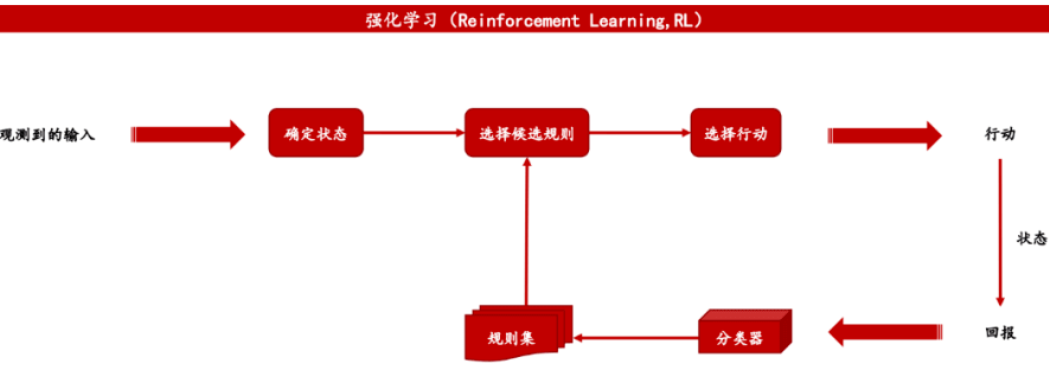 强化学习（Reinforcement Learning,RL）
观测到的输入
确定状态
选择候选规则
选择行动
行动
状态
规则集
分类器
回报